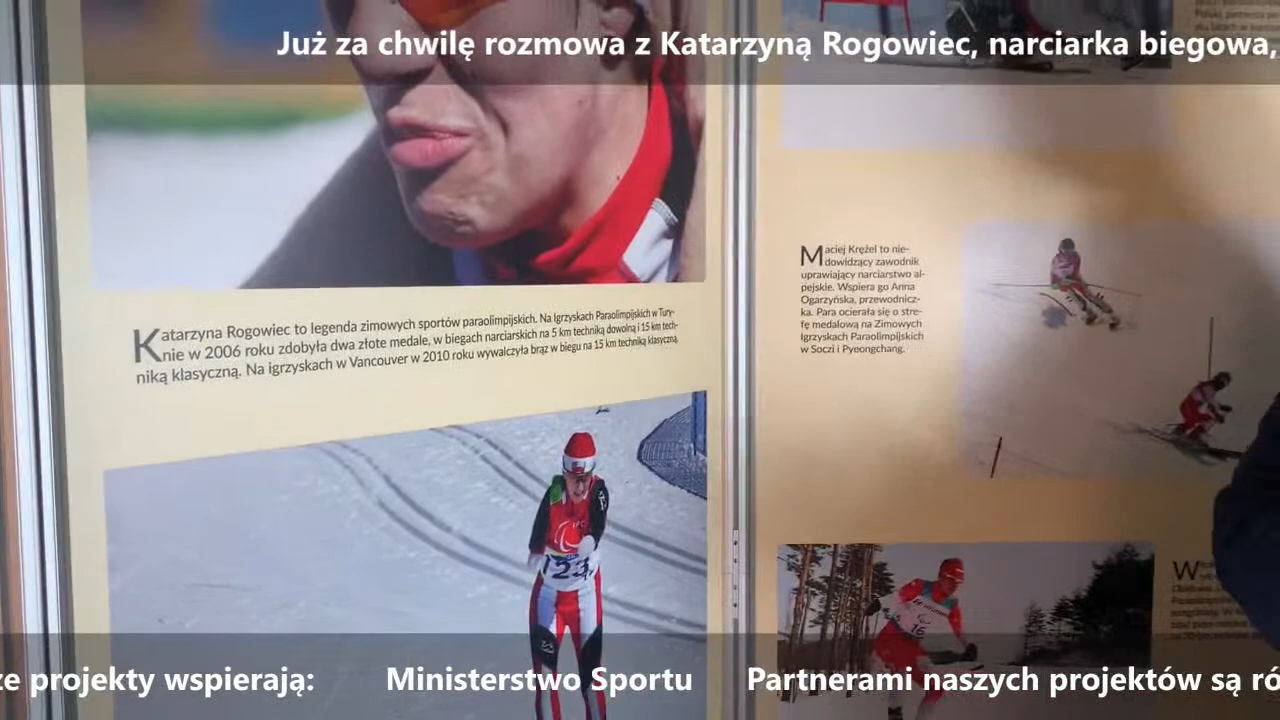 Już za chwilę rozmowa z Katarzyną Rogowiec, narciarka biegowa,
Katarzyna Rogowiec to legenda zimowych sportów paraolimpijskich. Na Igrzyskach Paraolimpijskich w Tury-
nie w 2006 roku zdobyła dwa złote medale, w biegach narciarskich na 5 km techniką dowolną i 15 km tech-
niką klasyczną. Na igrzyskach w Vancouver w 2010 roku wywalczyła brąz w biegu na 15 km techniką klasyczną.
Maciej Krężel to nie-
dowidzący zawodnik
uprawiający narciarstwo al-
pejskie. Wspiera go Anna
Ogarzyńska, przewodnicz-
ka. Para ocierała się o stre-
fę medalową na Zimowych
Igrzyskach Paraolimpijskich
w Soczi i Pyeongchang.
123
16
projekty wspierają: Ministerstwo Sportu Partnerami naszych projektów są